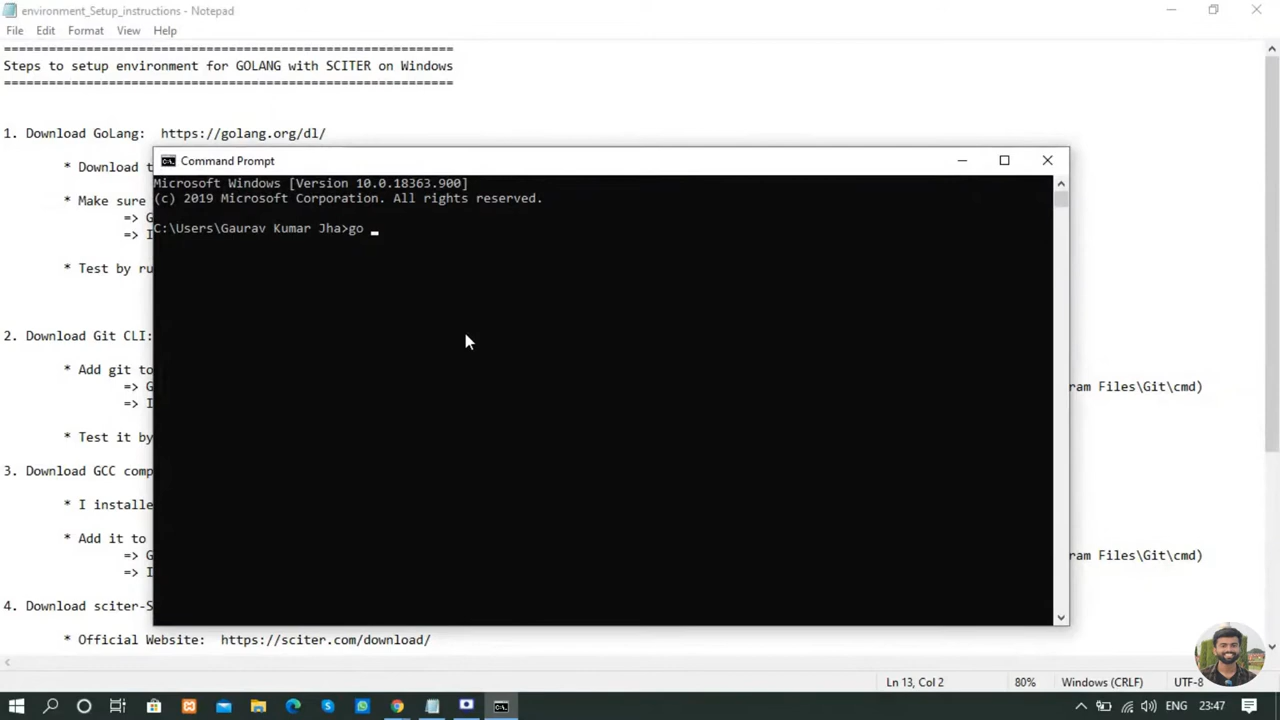 environment_Setup_instructions - Notepad
File Edit Format View Help
===========================================================
Steps to setup environment for GOLANG with SCITER on Windows
===========================================================
1. Download GoLang:  https://golang.org/dl/
* Download t
* Make sure
=> G
=> I
* Test by ru
Command Prompt
Microsoft Windows [Version 10.0.18363.900]
(c) 2019 Microsoft Corporation. All rights reserved.
C:\Users\Gaurav Kumar Jha>go _
2. Download Git CLI:
* Add git to
=> G ram Files\Git\cmd)
=> I
* Test it by
3. Download GCC comp
* I installe
* Add it to
=> G ram Files\Git\cmd)
=> I
4. Download sciter-S
* Official Website:  https://sciter.com/download/
Ln 13, Col 2 80% Windows (CRLF) UTF-8
ENG 23:47